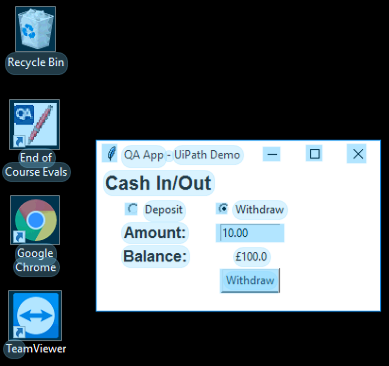 Recycle Bin
QA
End of
Course Evals
Google
Chrome
TeamViewer
QA App - UiPath Demo
Cash In/Out
Deposit Withdraw
Amount: 10.00
Balance: £100.0
Withdraw